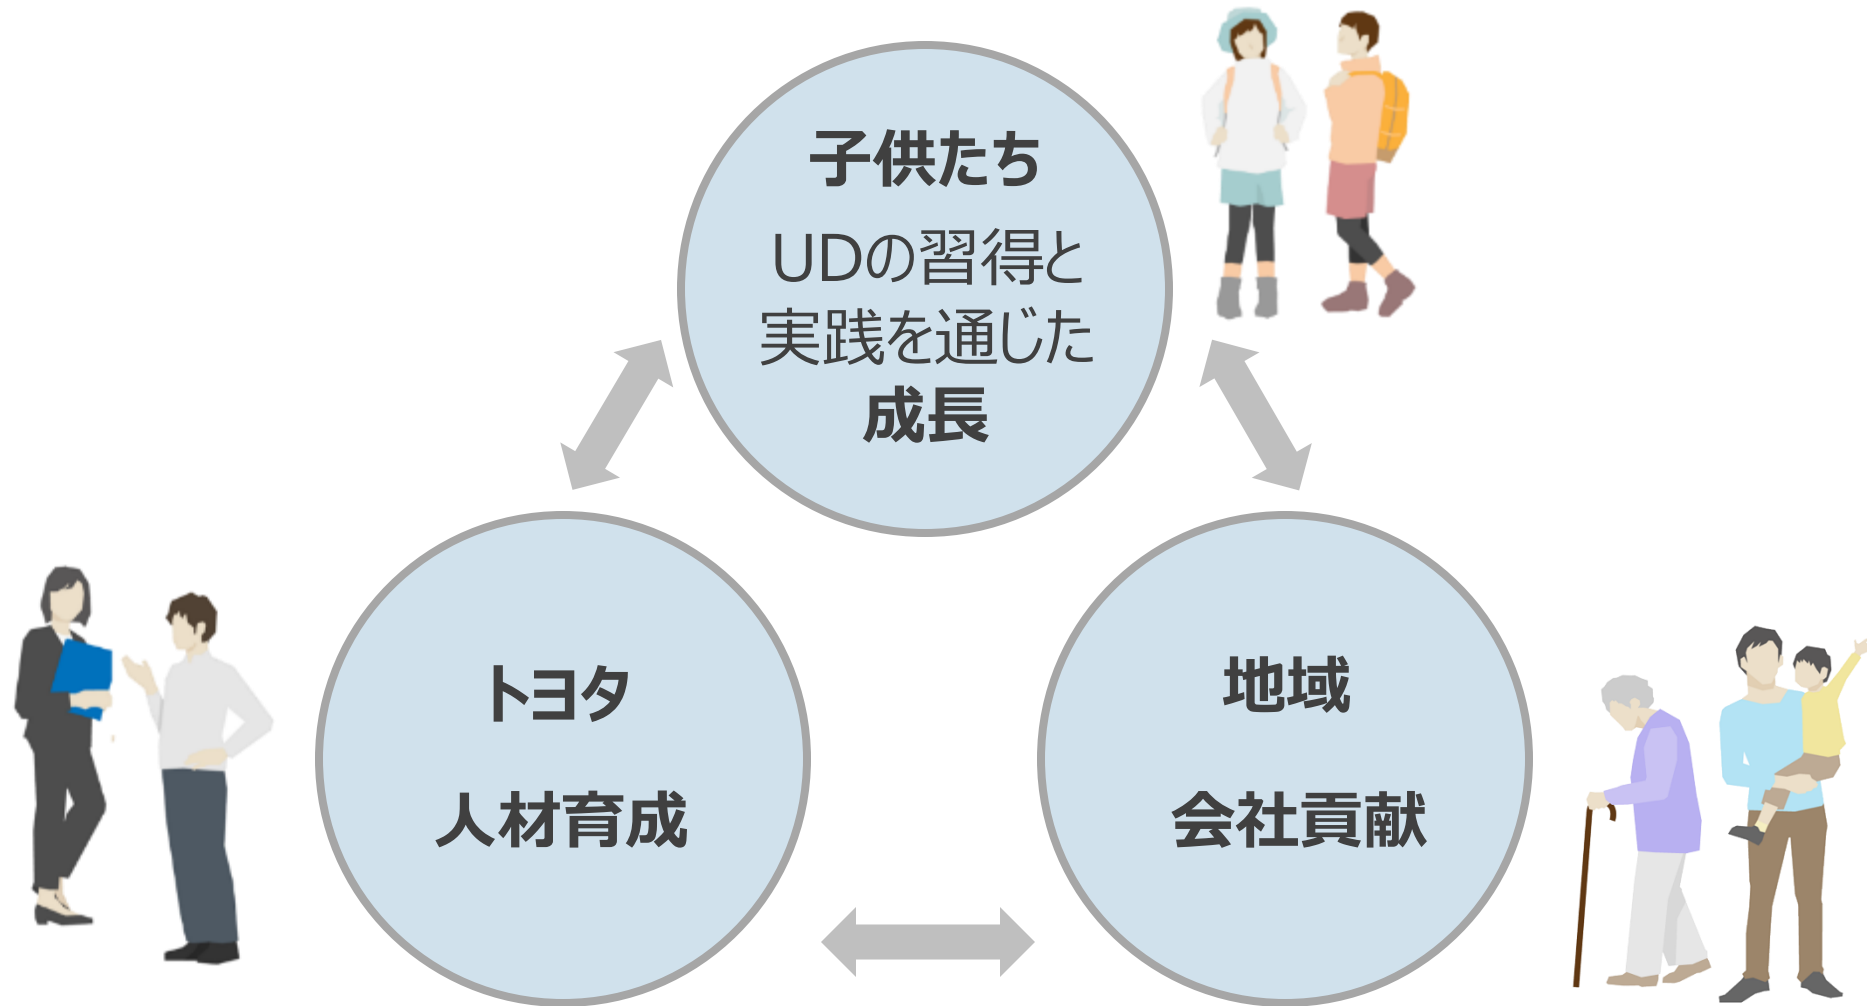 子供たち
UDの習得と
実践を通じた
成長
トヨタ
人材育成
地域
会社貢献